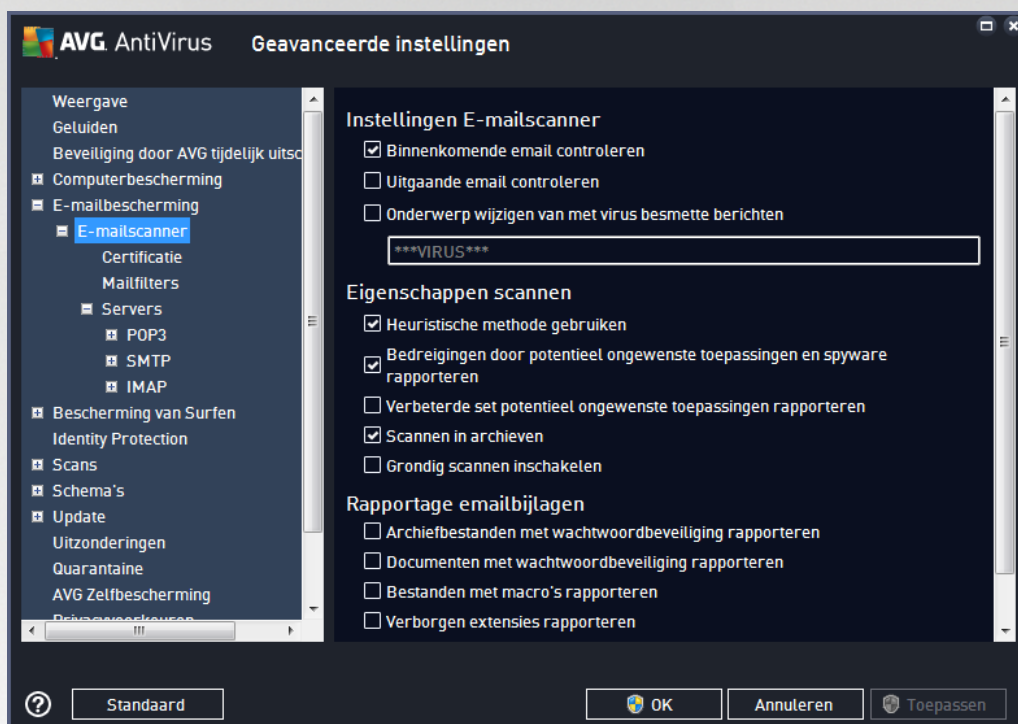 AVG AntiVirus Geavanceerde instellingen
Weergave
Geluiden
Beveiliging door AVG tijdelijk uitsc
Computerbescherming
E-mailbescherming
E-mailscanner
Certificatie
Mailfilters
Servers
POP3
SMTP
IMAP
Bescherming van Surfen
Identity Protection
Scans
Schema's
Update
Uitzonderingen
Quarantaine
AVG Zelfbescherming
Privacyvoorkeuren
Instellingen E-mailscanner
Binnenkomende email controleren
Uitgaande email controleren
Onderwerp wijzigen van met virus besmette berichten
***VIRUS***
Eigenschappen scannen
Heuristische methode gebruiken
Bedreigingen door potentieel ongewenste toepassingen en spyware
rapporteren
Verbeterde set potentieel ongewenste toepassingen rapporteren
Scannen in archieven
Grondig scannen inschakelen
Rapportage emailbijlagen
Archiefbestanden met wachtwoordbeveiliging rapporteren
Documenten met wachtwoordbeveiliging rapporteren
Bestanden met macro's rapporteren
Verborgen extensies rapporteren
Standaard
OK
Annuleren
Toepassen